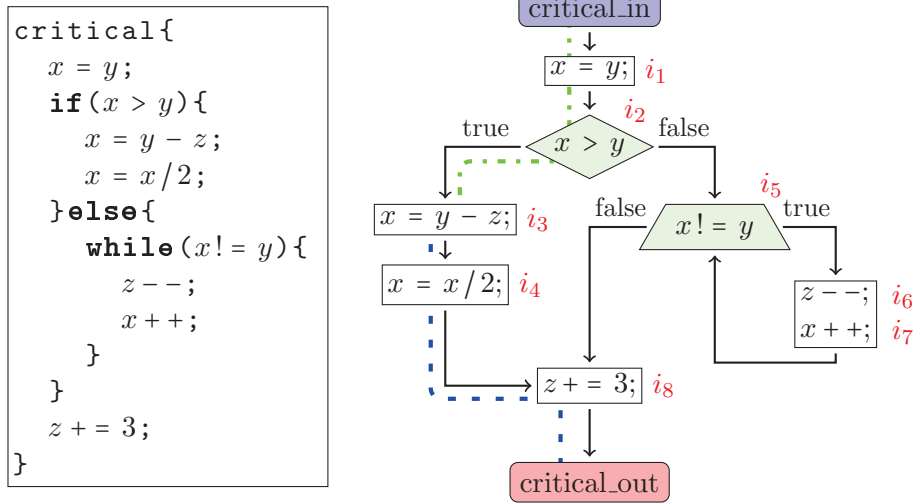 critical{
x = y;
if(x > y){
x = y - z;
x = x/2;
}else{
while(x! = y){
z - -;
x + +;
}
}
z + = 3;
}
critical_in
x = y; i1
i2
true x > y false
i5
x = y - z; i3
false x! = y true
x = x/2; i4
z - -; i6
x + +; i7
z + = 3; i8
critical_out